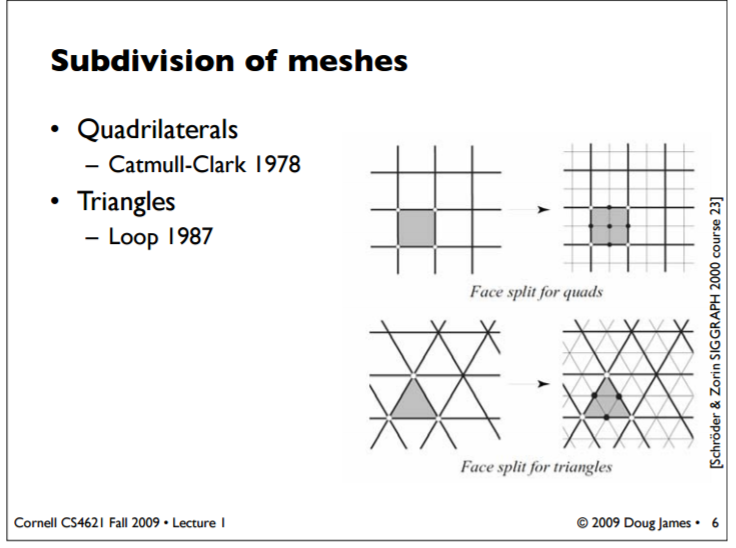 Subdivision of meshes
• Quadrilaterals
– Catmull-Clark 1978
• Triangles
– Loop 1987
Face split for quads
Face split for triangles
[Schröder & Zorin SIGGRAPH 2000 course 23]
Cornell CS4621 Fall 2009 • Lecture 1
© 2009 Doug James • 6